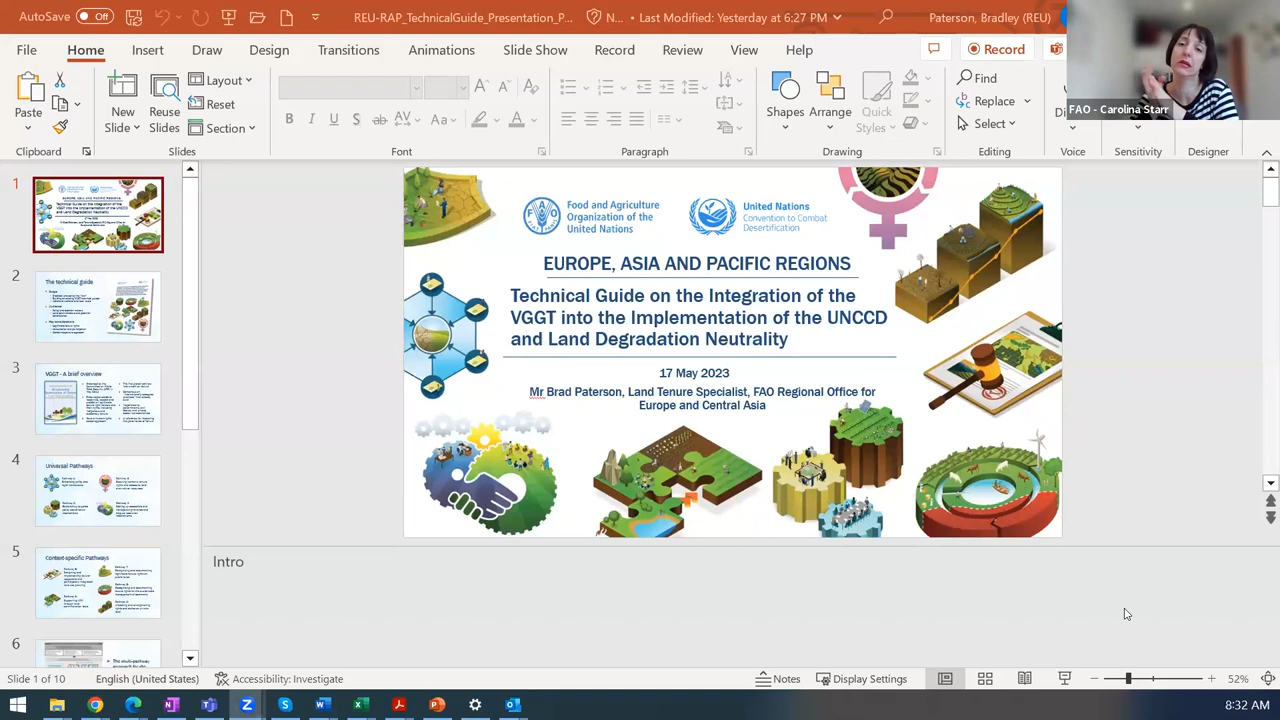 AutoSave Off
REU-RAP_TechnicalGuide_Presentation_P...
N... • Last Modified: Yesterday at 6:27 PM
Paterson, Bradley (REU)
File Home Insert Draw Design Transitions Animations Slide Show Record Review View Help
Record
Paste
New
Slide
Reuse
Slides
Layout
Reset
Section
Shapes
Arrange
Quick
Styles
Find
Replace
Select
FAO - Carolina Starr
Clipboard Slides Font Paragraph Drawing Editing Voice Sensitivity Designer
1
2
The technical guide
3
VGGT - A brief overview
4
Universal Pathways
5
Context-specific Pathways
6
Food and Agriculture
Organization of the
United Nations
United Nations
Convention to Combat
Desertification
EUROPE, ASIA AND PACIFIC REGIONS
Technical Guide on the Integration of the
VGGT into the Implementation of the UNCCD
and Land Degradation Neutrality
17 May 2023
Mr Brad Paterson, Land Tenure Specialist, FAO Regional Office for
Europe and Central Asia
Intro
Slide 1 of 10 English (United States) Accessibility: Investigate Notes Display Settings 52%
8:32 AM